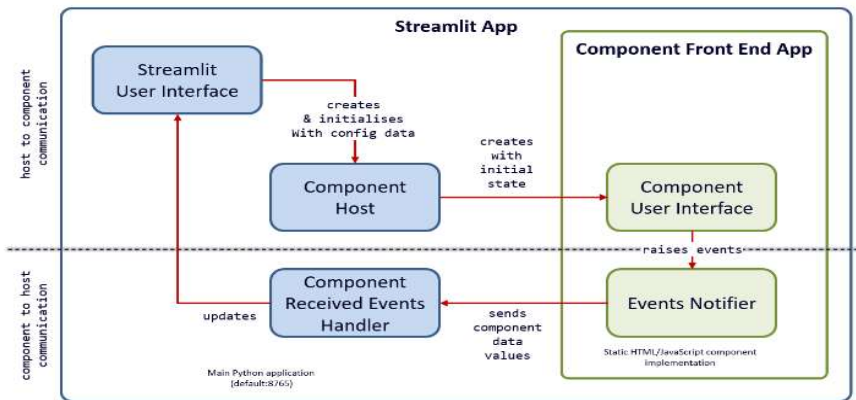 Streamlit App
Component Front End App
Streamlit
User Interface
creates
& initialises
With config data
host to component
communication
Component
Host
creates
with
initial
state
Component
User Interface
raises events
component to host
communication
Component
Received Events
Handler
updates
sends
component
data
values
Events Notifier
Main Python application
(default:8765)
Static HTML/JavaScript component
implementation